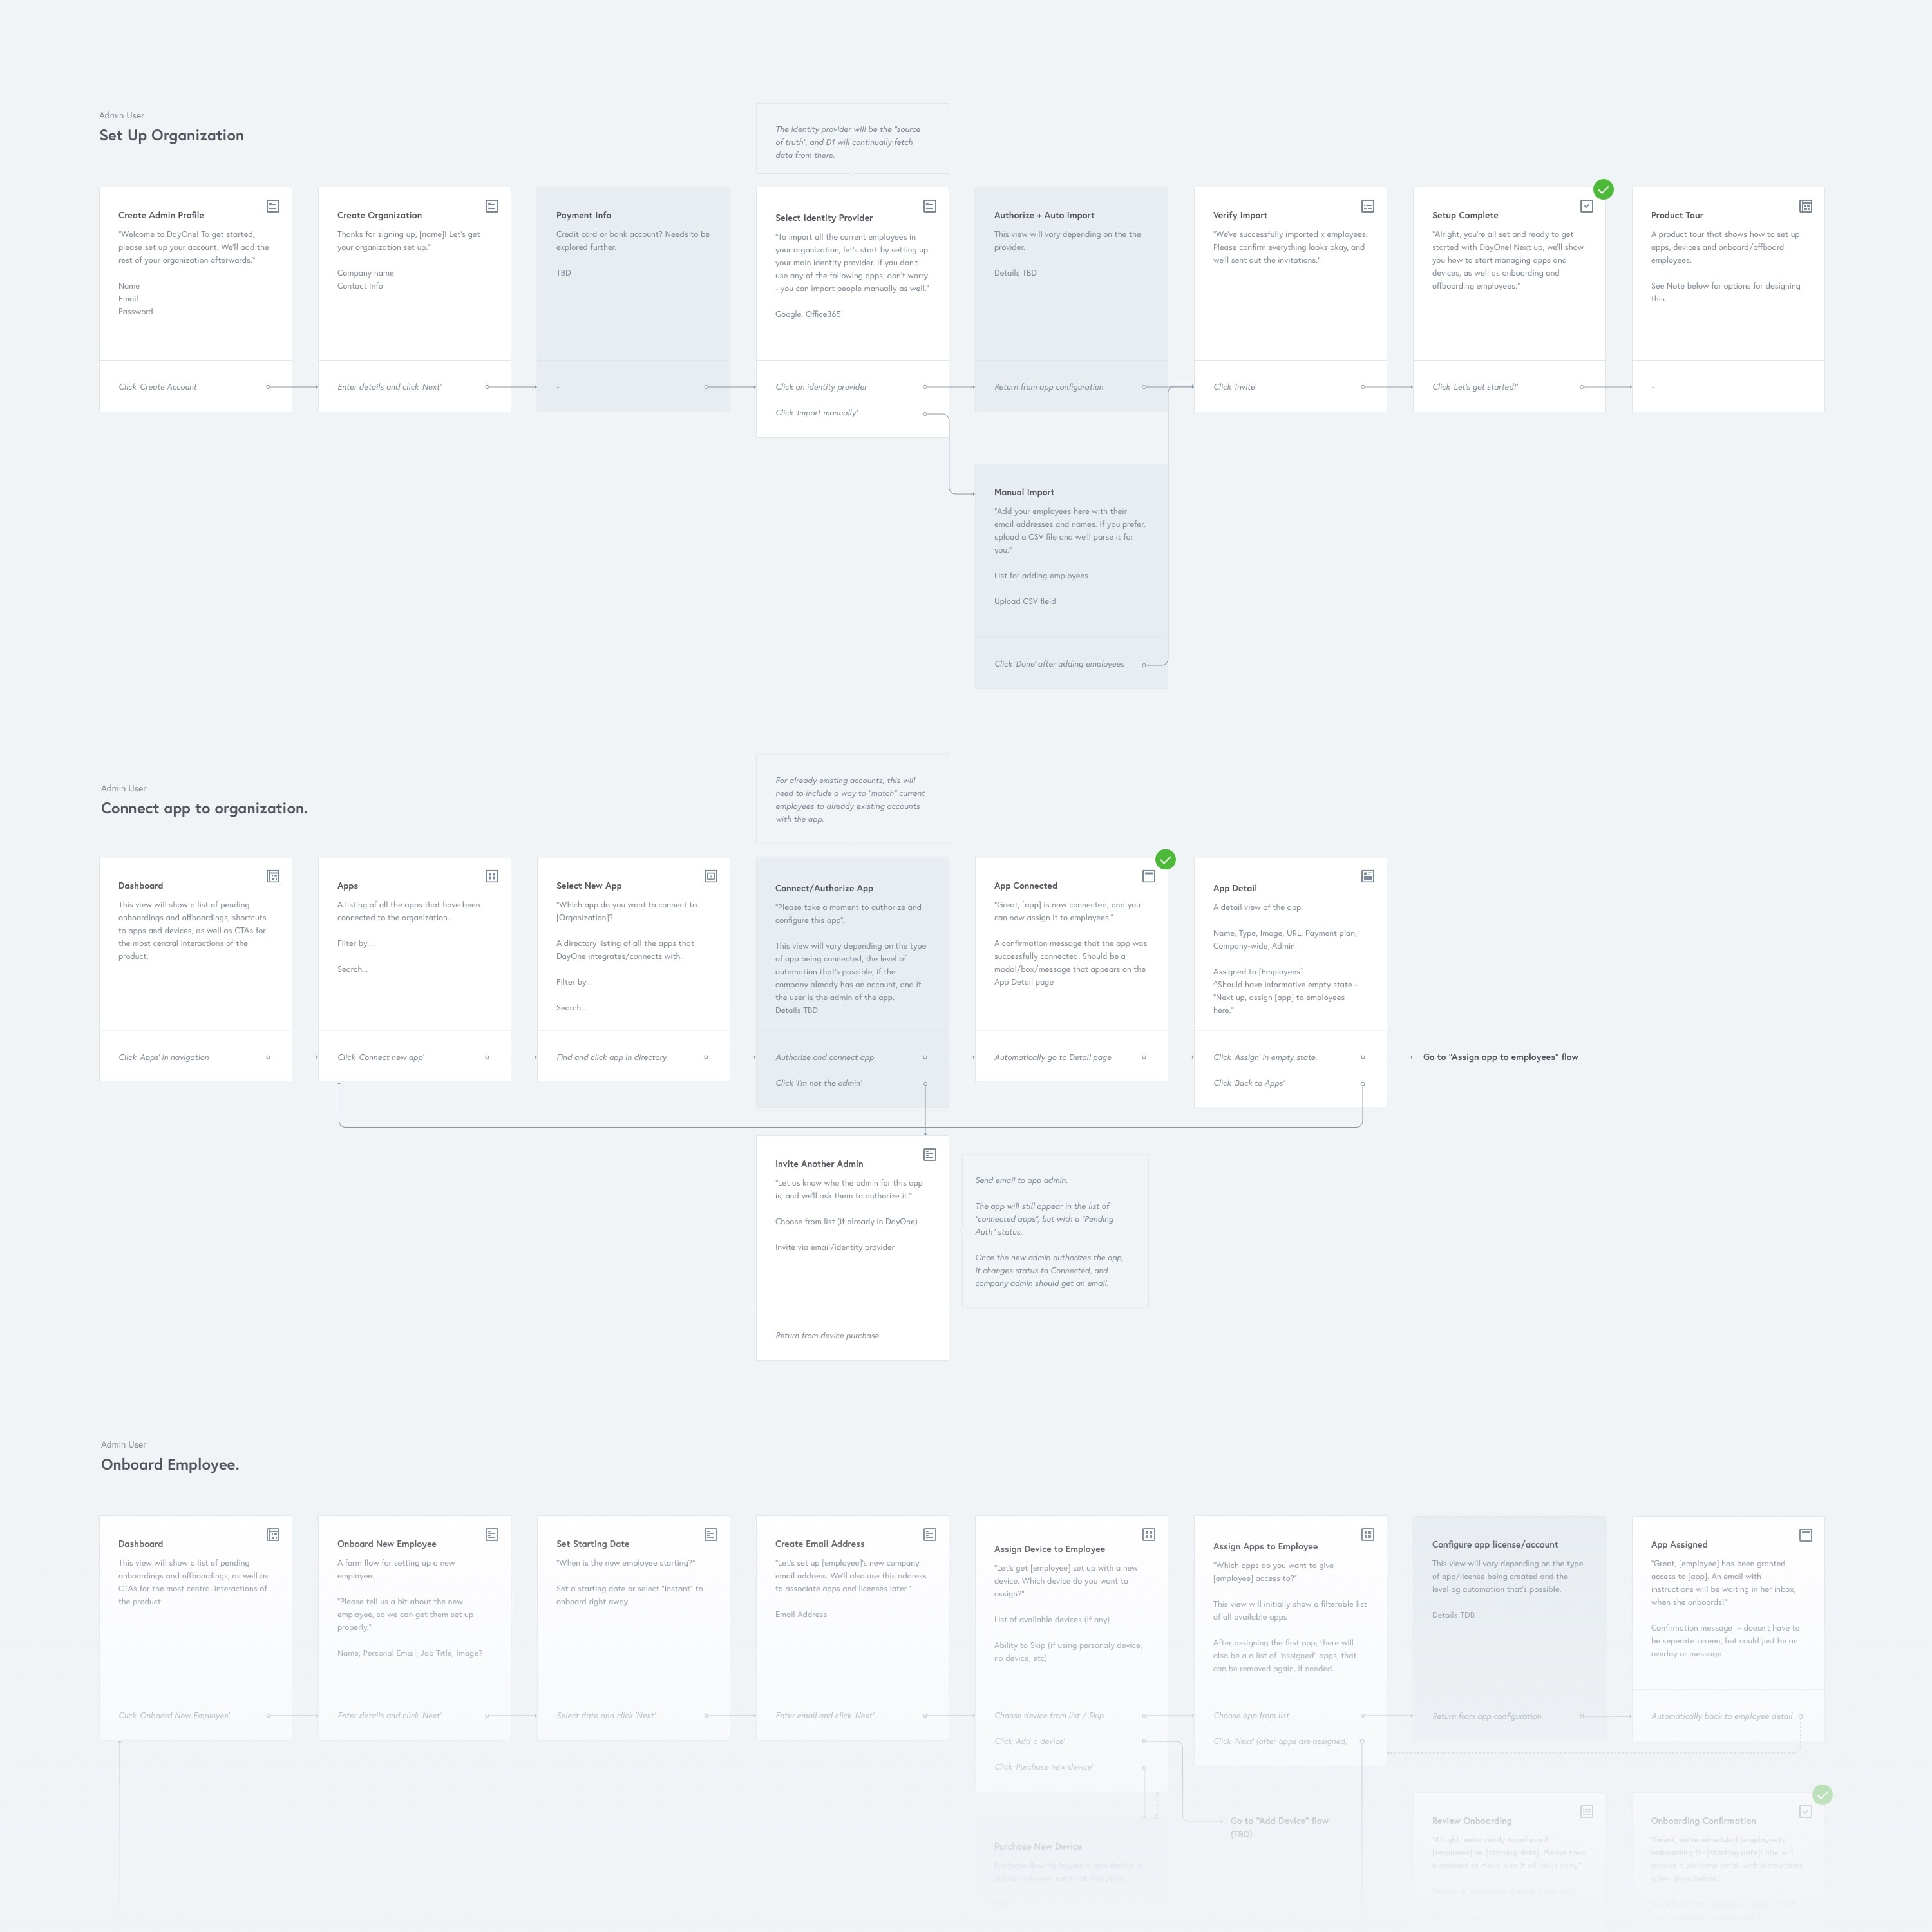 Admin User
Set Up Organization
The identity provider will be the "source
of truth", and D1 will continually fetch
data from there.
Create Admin Profile
"Welcome to DayOne! To get started,
please set up your account. We'll add the
rest of your organization afterwards."
Name
Email
Password
Click 'Create Account'
Create Organization
Thanks for signing up, [name]! Let's get
your organization set up."
Company name
Contact Info
Enter details and click 'Next'
Payment Info
Credit card or bank account? Needs to be
explored further.
TBD
-
Select Identity Provider
"To import all the current employees in
your organization, let's start by setting up
your main identity provider. If you don't
use any of the following apps, don't worry
- you can import people manually as well."
Google, Office365
Click an identity provider
Click 'Import manually'
Authorize + Auto Import
This view will vary depending on the the
provider.
Details TBD
Return from app configuration
Verify Import
"We've successfully imported x employees.
Please confirm everything looks okay, and
we'll sent out the invitations."
Click 'Invite'
Setup Complete
"Alright, you're all set and ready to get
started with DayOne! Next up, we'll show
you how to start managing apps and
devices, as well as onboarding and
offboarding employees."
Click 'Let's get started!'
Product Tour
A product tour that shows how to set up
apps, devices and onboard/offboard
employees.
See Note below for options for designing
this.
-
Manual Import
"Add your employees here with their
email addresses and names. If you prefer,
upload a CSV file and we'll parse it for
you."
List for adding employees
Upload CSV field
Click 'Done' after adding employees
Admin User
Connect app to organization.
For already existing accounts, this will
need to include a way to "match" current
employees to already existing accounts
with the app.
Dashboard
This view will show a list of pending
onboardings and offboardings, shortcuts
to apps and devices, as well as CTAs for
the most central interactions of the
product.
Click 'Apps' in navigation
Apps
A listing of all the apps that have been
connected to the organization.
Filter by...
Search...
Click 'Connect new app'
Select New App
"Which app do you want to connect to
[Organization]?
A directory listing of all the apps that
DayOne integrates/connects with.
Filter by...
Search...
Find and click app in directory
Connect/Authorize App
"Please take a moment to authorize and
configure this app".
This view will vary depending on the type
of app being connected, the level of
automation that's possible, if the
company already has an account, and if
the user is the admin of the app.
Details TBD
Authorize and connect app
Click 'I'm not the admin'
App Connected
"Great, [app] is now connected, and you
can now assign it to employees."
A confirmation message that the app was
successfully connected. Should be a
modal/box/message that appears on the
App Detail page
Automatically go to Detail page
App Detail
A detail view of the app.
Name, Type, Image, URL, Payment plan,
Company-wide, Admin
Assigned to [Employees]
^Should have informative empty state -
"Next up, assign [app] to employees
here."
Click 'Assign' in empty state.
Click 'Back to Apps'
Go to "Assign app to employees" flow
Invite Another Admin
"Let us know who the admin for this app
is, and we'll ask them to authorize it."
Choose from list (if already in DayOne)
Invite via email/identity provider
Return from device purchase
Send email to app admin.
The app will still appear in the list of
"connected apps", but with a "Pending
Auth" status.
Once the new admin authorizes the app,
it changes status to Connected, and
company admin should get an email.
Admin User
Onboard Employee.
Dashboard
This view will show a list of pending
onboardings and offboardings, as well as
CTAs for the most central interactions of
the product.
Click 'Onboard New Employee'
Onboard New Employee
A form flow for setting up a new
employee.
"Please tell us a bit about the new
employee, so we can get them set up
properly."
Name, Personal Email, Job Title, Image?
Enter details and click 'Next'
Set Starting Date
"When is the new employee starting?"
Set a starting date or select "Instant" to
onboard right away.
Select date and click 'Next'
Create Email Address
"Let's set up [employee]'s new company
email address. We'll also use this address
to associate apps and licenses later."
Email Address
Enter email and click 'Next'
Assign Device to Employee
"Let's get [employee] set up with a new
device. Which device do you want to
assign?"
List of available devices (if any)
Ability to Skip (if using personaly device,
no device, etc)
Choose device from list / Skip
Click 'Add a device'
Click 'Purchase new device'
Assign Apps to Employee
"Which apps do you want to give
[employee] access to?"
This view will initially show a filterable list
of all available apps
After assigning the first app, there will
also be a a list of "assigned" apps, that
can be removed again, if needed.
Choose app from list
Click 'Next' (after apps are assigned)
Configure app license/account
This view will vary depending on the type
of app/license being created and the
level og automation that's possible.
Details TDB
Return from app configuration
App Assigned
"Great, [employee] has been granted
access to [app]. An email with
instructions will be waiting in her inbox,
when she onboards!"
Confirmation message – doesn't have to
be seperate screen, but could just be an
overlay or message.
Automatically back to employee detail
Go to "Add Device" flow
(TBD)
Purchase New Device
Purchase flow for buying a new device is
Review Onboarding
"Alright, we're ready to onboard
[employee] on [starting date]. Please take
a moment to make sure it all looks okay."
Onboarding Confirmation
"Great, we've scheduled [employee]'s
onboarding for [starting date]! She will
receive a welcome email with instructions
a few days before."